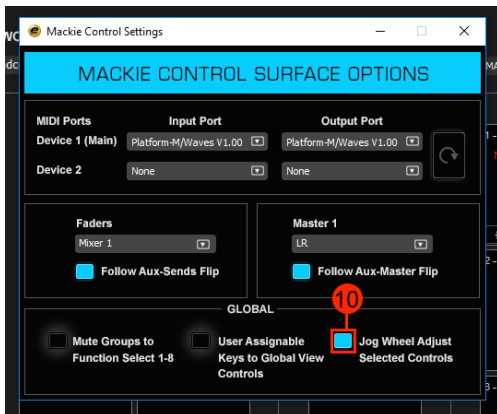 Mackie Control Settings
MACKIE CONTROL SURFACE OPTIONS
MIDI Ports Input Port Output Port
Device 1 (Main) Platform-M/Waves V1.00 Platform-M/Waves V1.00
Device 2 None None
Faders Master 1
Mixer 1 LR
Follow Aux-Sends Flip Follow Aux-Master Flip
10
GLOBAL
Mute Groups to User Assignable Jog Wheel Adjust
Function Select 1-8 Keys to Global View Selected Controls
Controls